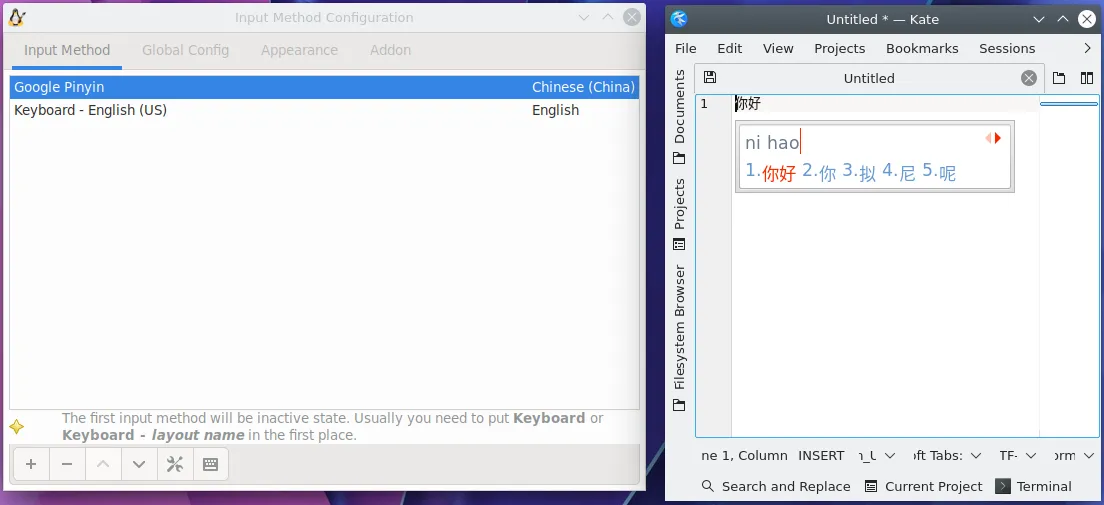 Input Method Configuration
Input Method Global Config Appearance Addon
Google Pinyin Chinese (China)
Keyboard - English (US) English
The first input method will be inactive state. Usually you need to put Keyboard or
Keyboard - layout name in the first place.
Untitled * — Kate
File Edit View Projects Bookmarks Sessions
Untitled
Documents
Projects
Filesystem Browser
1 你好
ni hao
1.你好 2.你 3.拟 4.尼 5.呢
ne 1, Column INSERT оft Tabs: TF- orm
Search and Replace Current Project Terminal